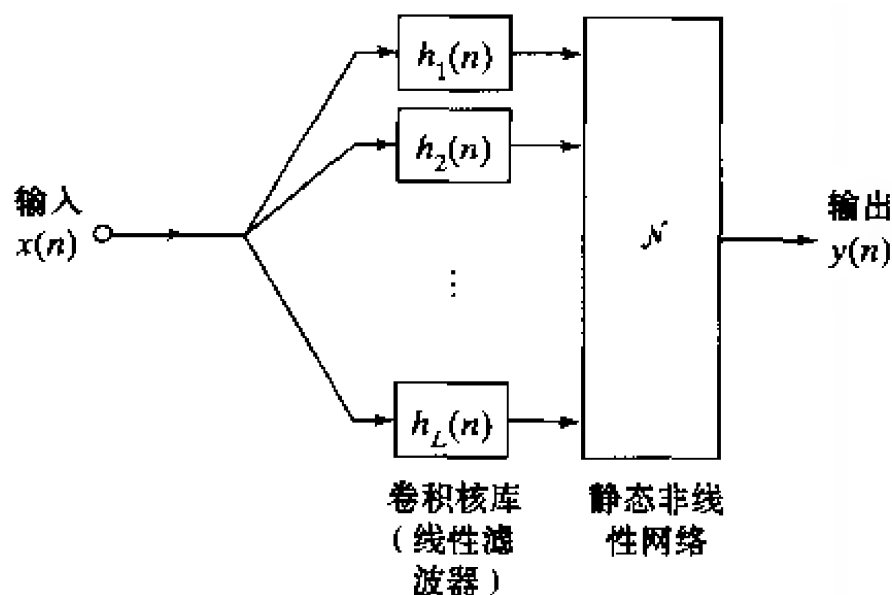 h₁(n)
h₂(n)
输入
x(n)
𝒩
输出
y(n)
⋮
h_L(n)
卷积核库
(线性滤
波器)
静态非线
性网络